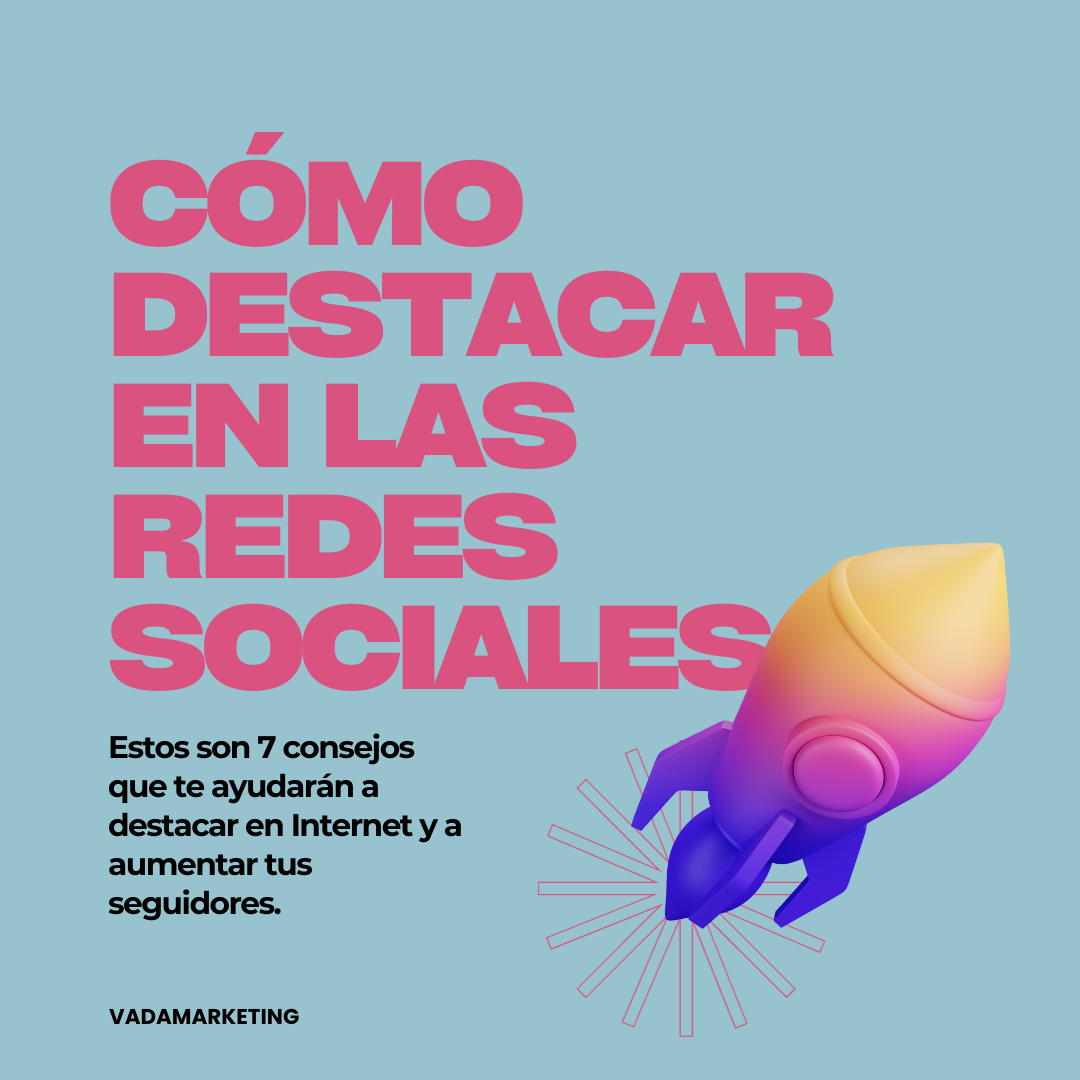 CÓMO
DESTACAR
EN LAS
REDES
SOCIALES
Estos son 7 consejos
que te ayudarán a
destacar en Internet y a
aumentar tus
seguidores.
VADAMARKETING